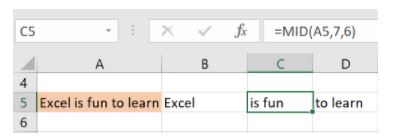 C5 fx =MID(A5,7,6)
A B C D
4
5 Excel is fun to learn Excel is fun to learn
6